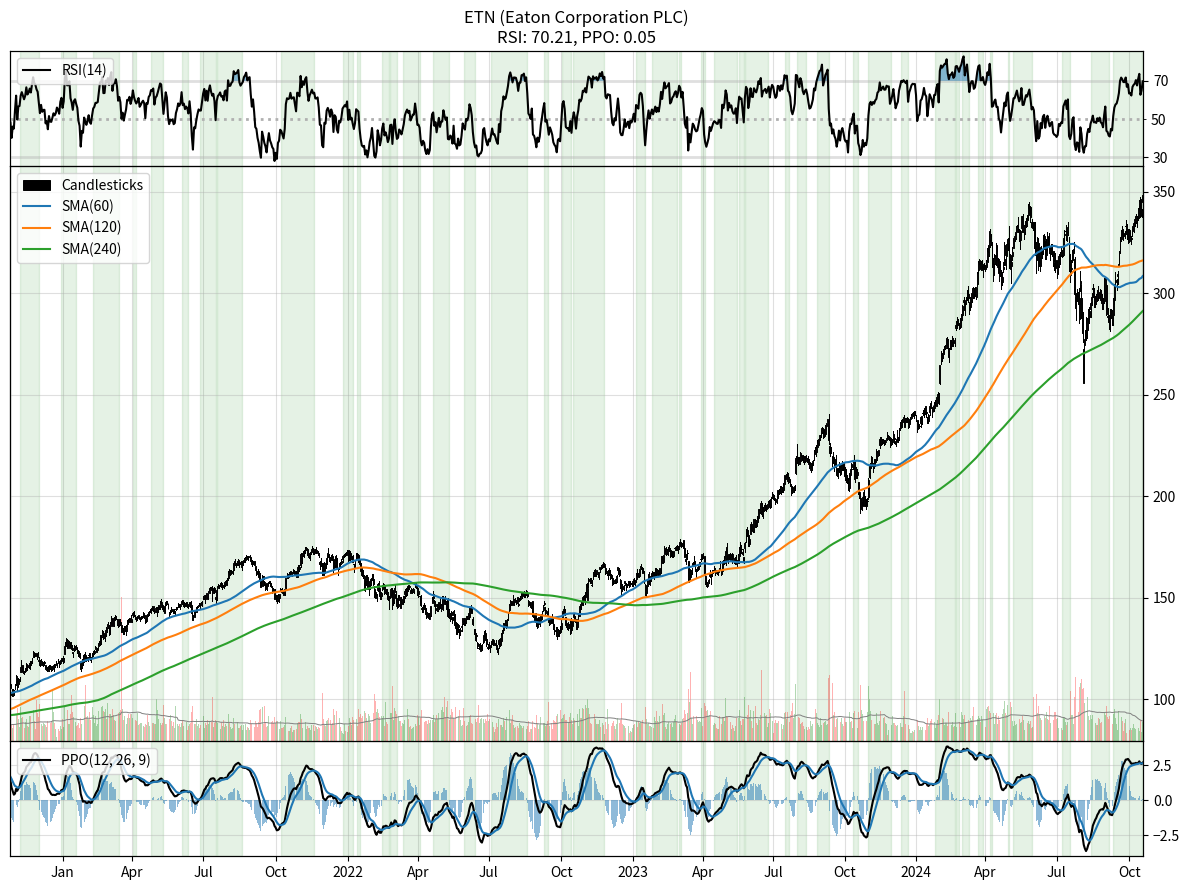 ETN (Eaton Corporation PLC)
RSI: 70.21, PPO: 0.05
RSI(14)
70
50
30
Candlesticks
SMA(60)
SMA(120)
SMA(240)
350
300
250
200
150
100
PPO(12, 26, 9)
2.5
0.0
−2.5
Jan Apr Jul Oct 2022 Apr Jul Oct 2023 Apr Jul Oct 2024 Apr Jul Oct